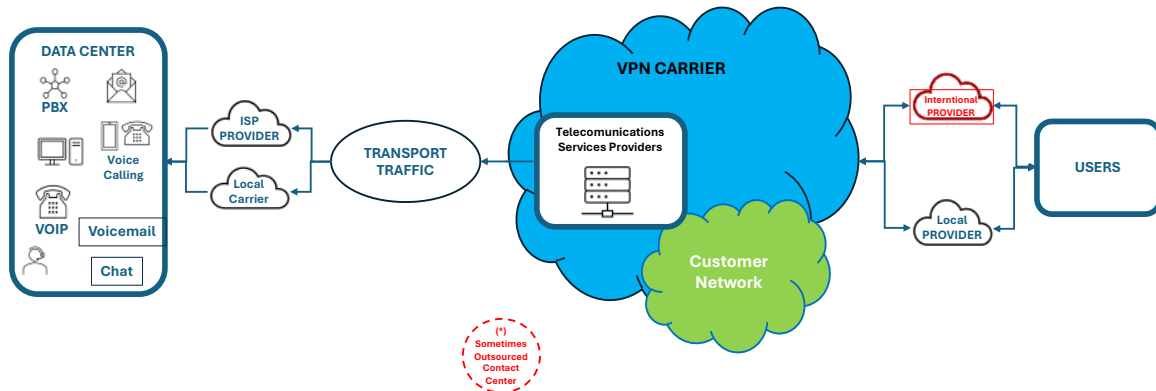 DATA CENTER
PBX
Voice
Calling
VOIP
Voicemail
Chat
ISP
PROVIDER
Local
Carrier
TRANSPORT
TRAFFIC
VPN CARRIER
Telecomunications
Services Providers
Customer
Network
(*)
Sometimes
Outsourced
Contact
Center
Interntional
PROVIDER
Local
PROVIDER
USERS